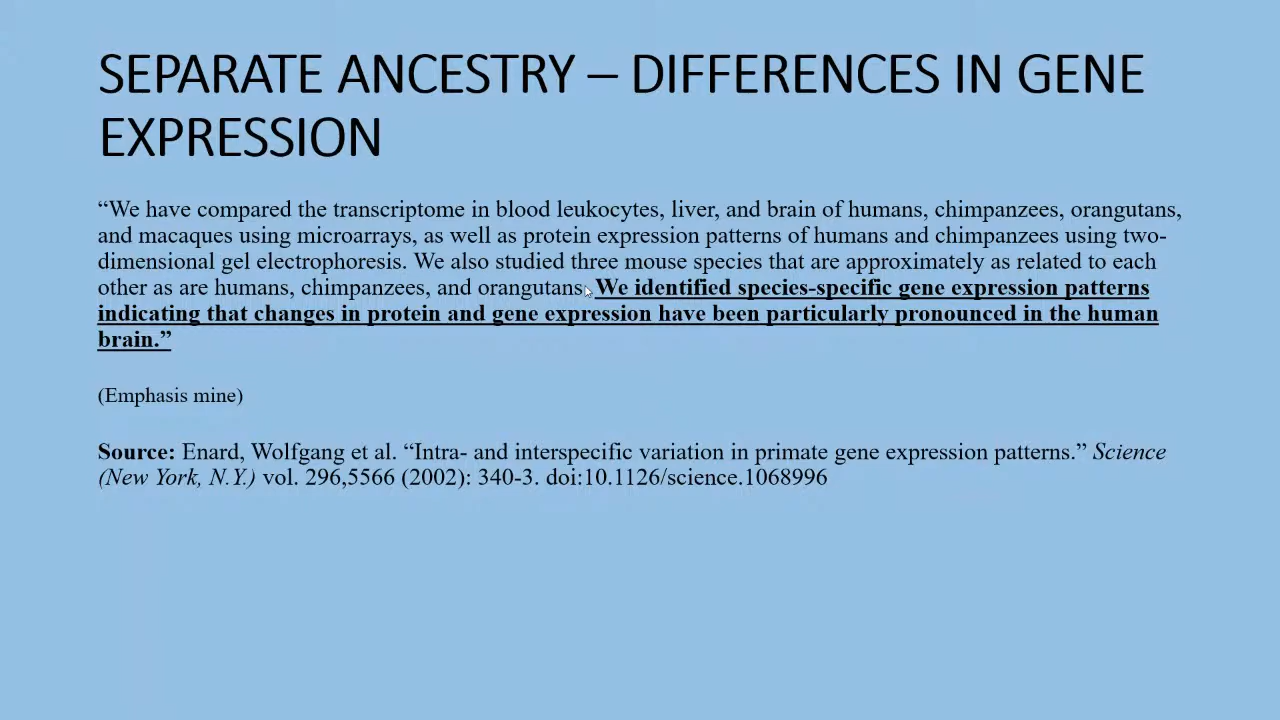 SEPARATE ANCESTRY – DIFFERENCES IN GENE
EXPRESSION
“We have compared the transcriptome in blood leukocytes, liver, and brain of humans, chimpanzees, orangutans,
and macaques using microarrays, as well as protein expression patterns of humans and chimpanzees using two-
dimensional gel electrophoresis. We also studied three mouse species that are approximately as related to each
other as are humans, chimpanzees, and orangutans. We identified species-specific gene expression patterns
indicating that changes in protein and gene expression have been particularly pronounced in the human
brain.”
(Emphasis mine)
Source: Enard, Wolfgang et al. “Intra- and interspecific variation in primate gene expression patterns.” Science
(New York, N.Y.) vol. 296,5566 (2002): 340-3. doi:10.1126/science.1068996